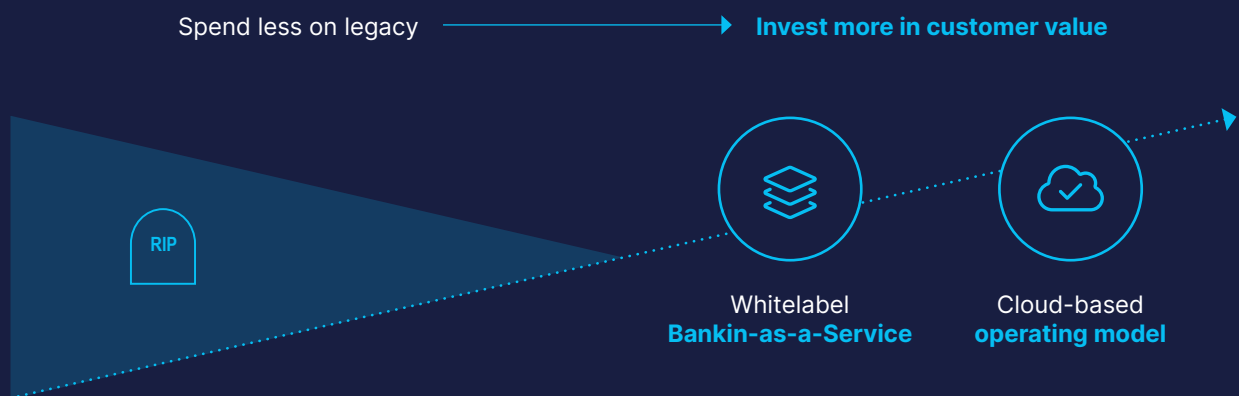 Spend less on legacy
Invest more in customer value
RIP
Whitelabel
Bankin-as-a-Service
Cloud-based
operating model